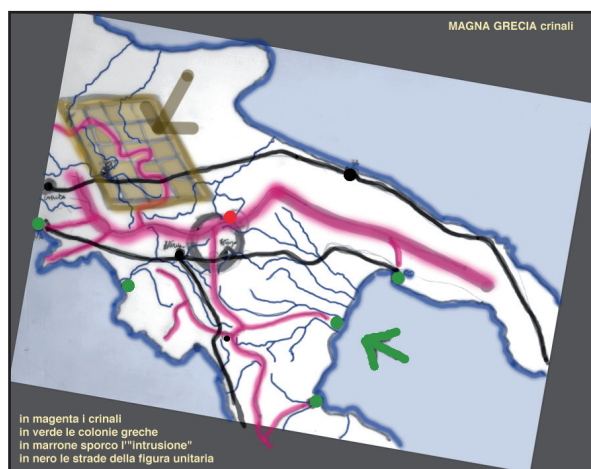 MAGNA GRECIA crinali
in magenta i crinali
in verde le colonie greche
in marrone sporco l'"intrusione"
in nero le strade della figura unitaria